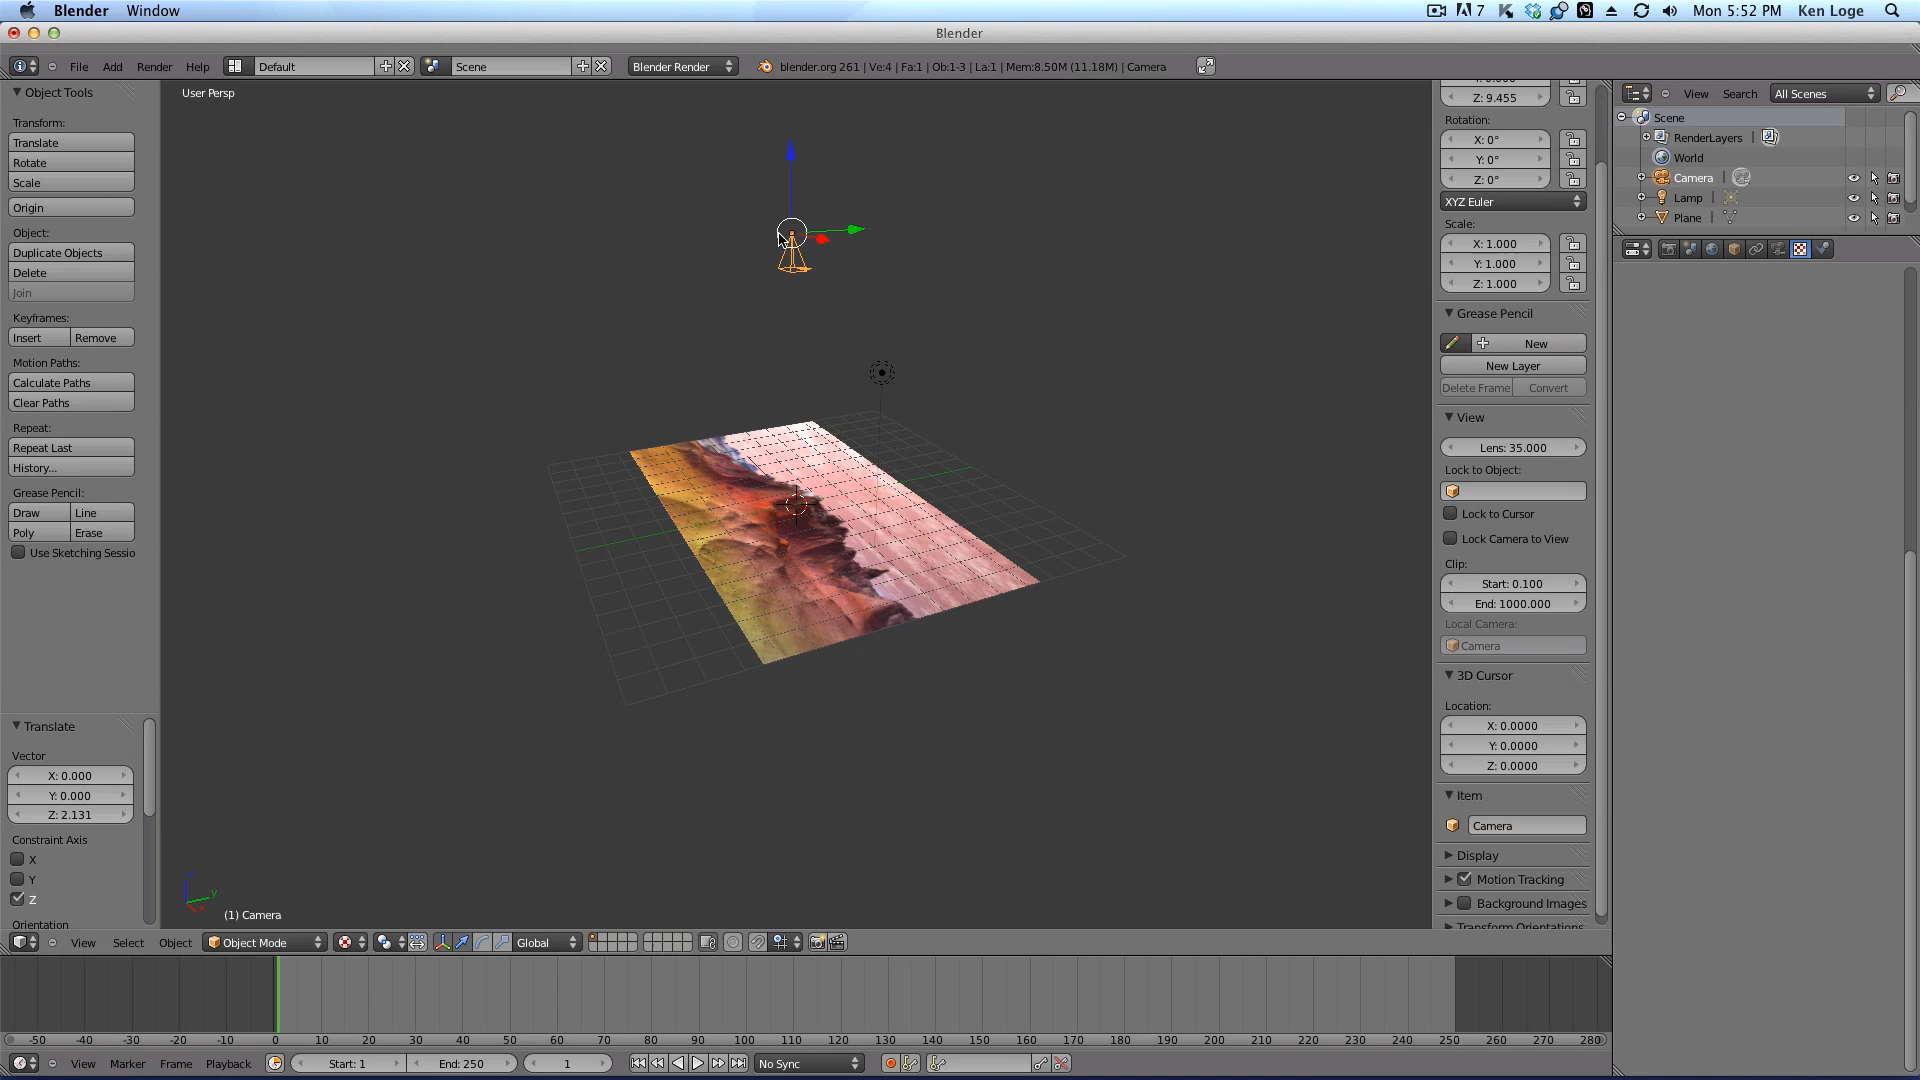 Blender Window 7 Mon 5:52 PM Ken Loge
Blender
File Add Render Help Default Scene Blender Render blender.org 261 | Ve:4 | Fa:1 | Ob:1-3 | La:1 | Mem:8.50M (11.18M) | Camera
Object Tools
Transform:
Translate
Rotate
Scale
Origin
Object:
Duplicate Objects
Delete
Join
Keyframes:
Insert Remove
Motion Paths:
Calculate Paths
Clear Paths
Repeat:
Repeat Last
History...
Grease Pencil:
Draw Line
Poly Erase
Use Sketching Sessio
Translate
Vector
X: 0.000
Y: 0.000
Z: 2.131
Constraint Axis
X
Y
Z
Orientation
User Persp
(1) Camera
Z: 9.455
Rotation:
X: 0°
Y: 0°
Z: 0°
XYZ Euler
Scale:
X: 1.000
Y: 1.000
Z: 1.000
Grease Pencil
New
New Layer
Delete Frame Convert
View
Lens: 35.000
Lock to Object:
Lock to Cursor
Lock Camera to View
Clip:
Start: 0.100
End: 1000.000
Local Camera:
Camera
3D Cursor
Location:
X: 0.0000
Y: 0.0000
Z: 0.0000
Item
Camera
Display
Motion Tracking
Background Images
Transform Orientations
View Search All Scenes
Scene
RenderLayers
World
Camera
Lamp
Plane
View Select Object Object Mode Global
-50 -40 -30 -20 -10 0 10 20 30 40 50 60 70 80 90 100 110 120 130 140 150 160 170 180 190 200 210 220 230 240 250 260 270 280
View Marker Frame Playback Start: 1 End: 250 1 No Sync